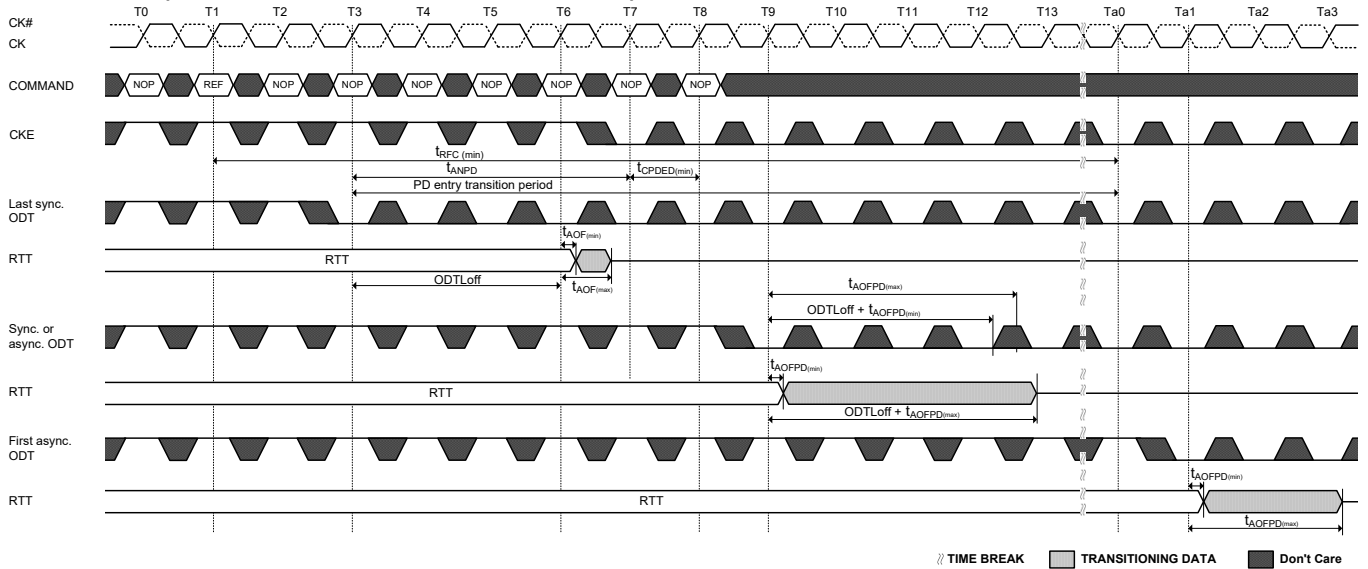 T0 T1 T2 T3 T4 T5 T6 T7 T8 T9 T10 T11 T12 T13 Ta0 Ta1 Ta2 Ta3
CK#
CK
COMMAND NOP REF NOP NOP NOP NOP NOP NOP NOP
CKE
tRFC (min)
tANPD tCPDED(min)
PD entry transition period
Last sync.
ODT
tAOF(min)
RTT RTT
ODTLoff tAOF(max)
tAOFPD(max)
ODTLoff + tAOFPD(min)
Sync. or
async. ODT
tAOFPD(min)
RTT RTT
ODTLoff + tAOFPD(max)
First async.
ODT
tAOFPD(min)
RTT RTT
tAOFPD(max)
TIME BREAK TRANSITIONING DATA Don't Care